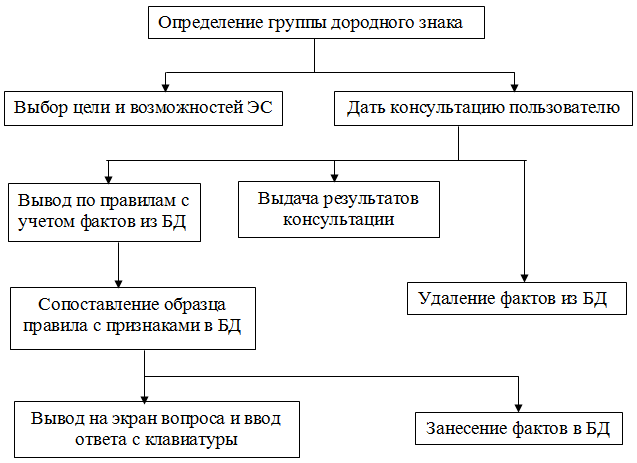 Определение группы дородного знака
Выбор цели и возможностей ЭС
Дать консультацию пользователю
Вывод по правилам с
учетом фактов из БД
Выдача результатов
консультации
Сопоставление образца
правила с признаками в БД
Удаление фактов из БД
Вывод на экран вопроса и ввод
ответа с клавиатуры
Занесение фактов в БД